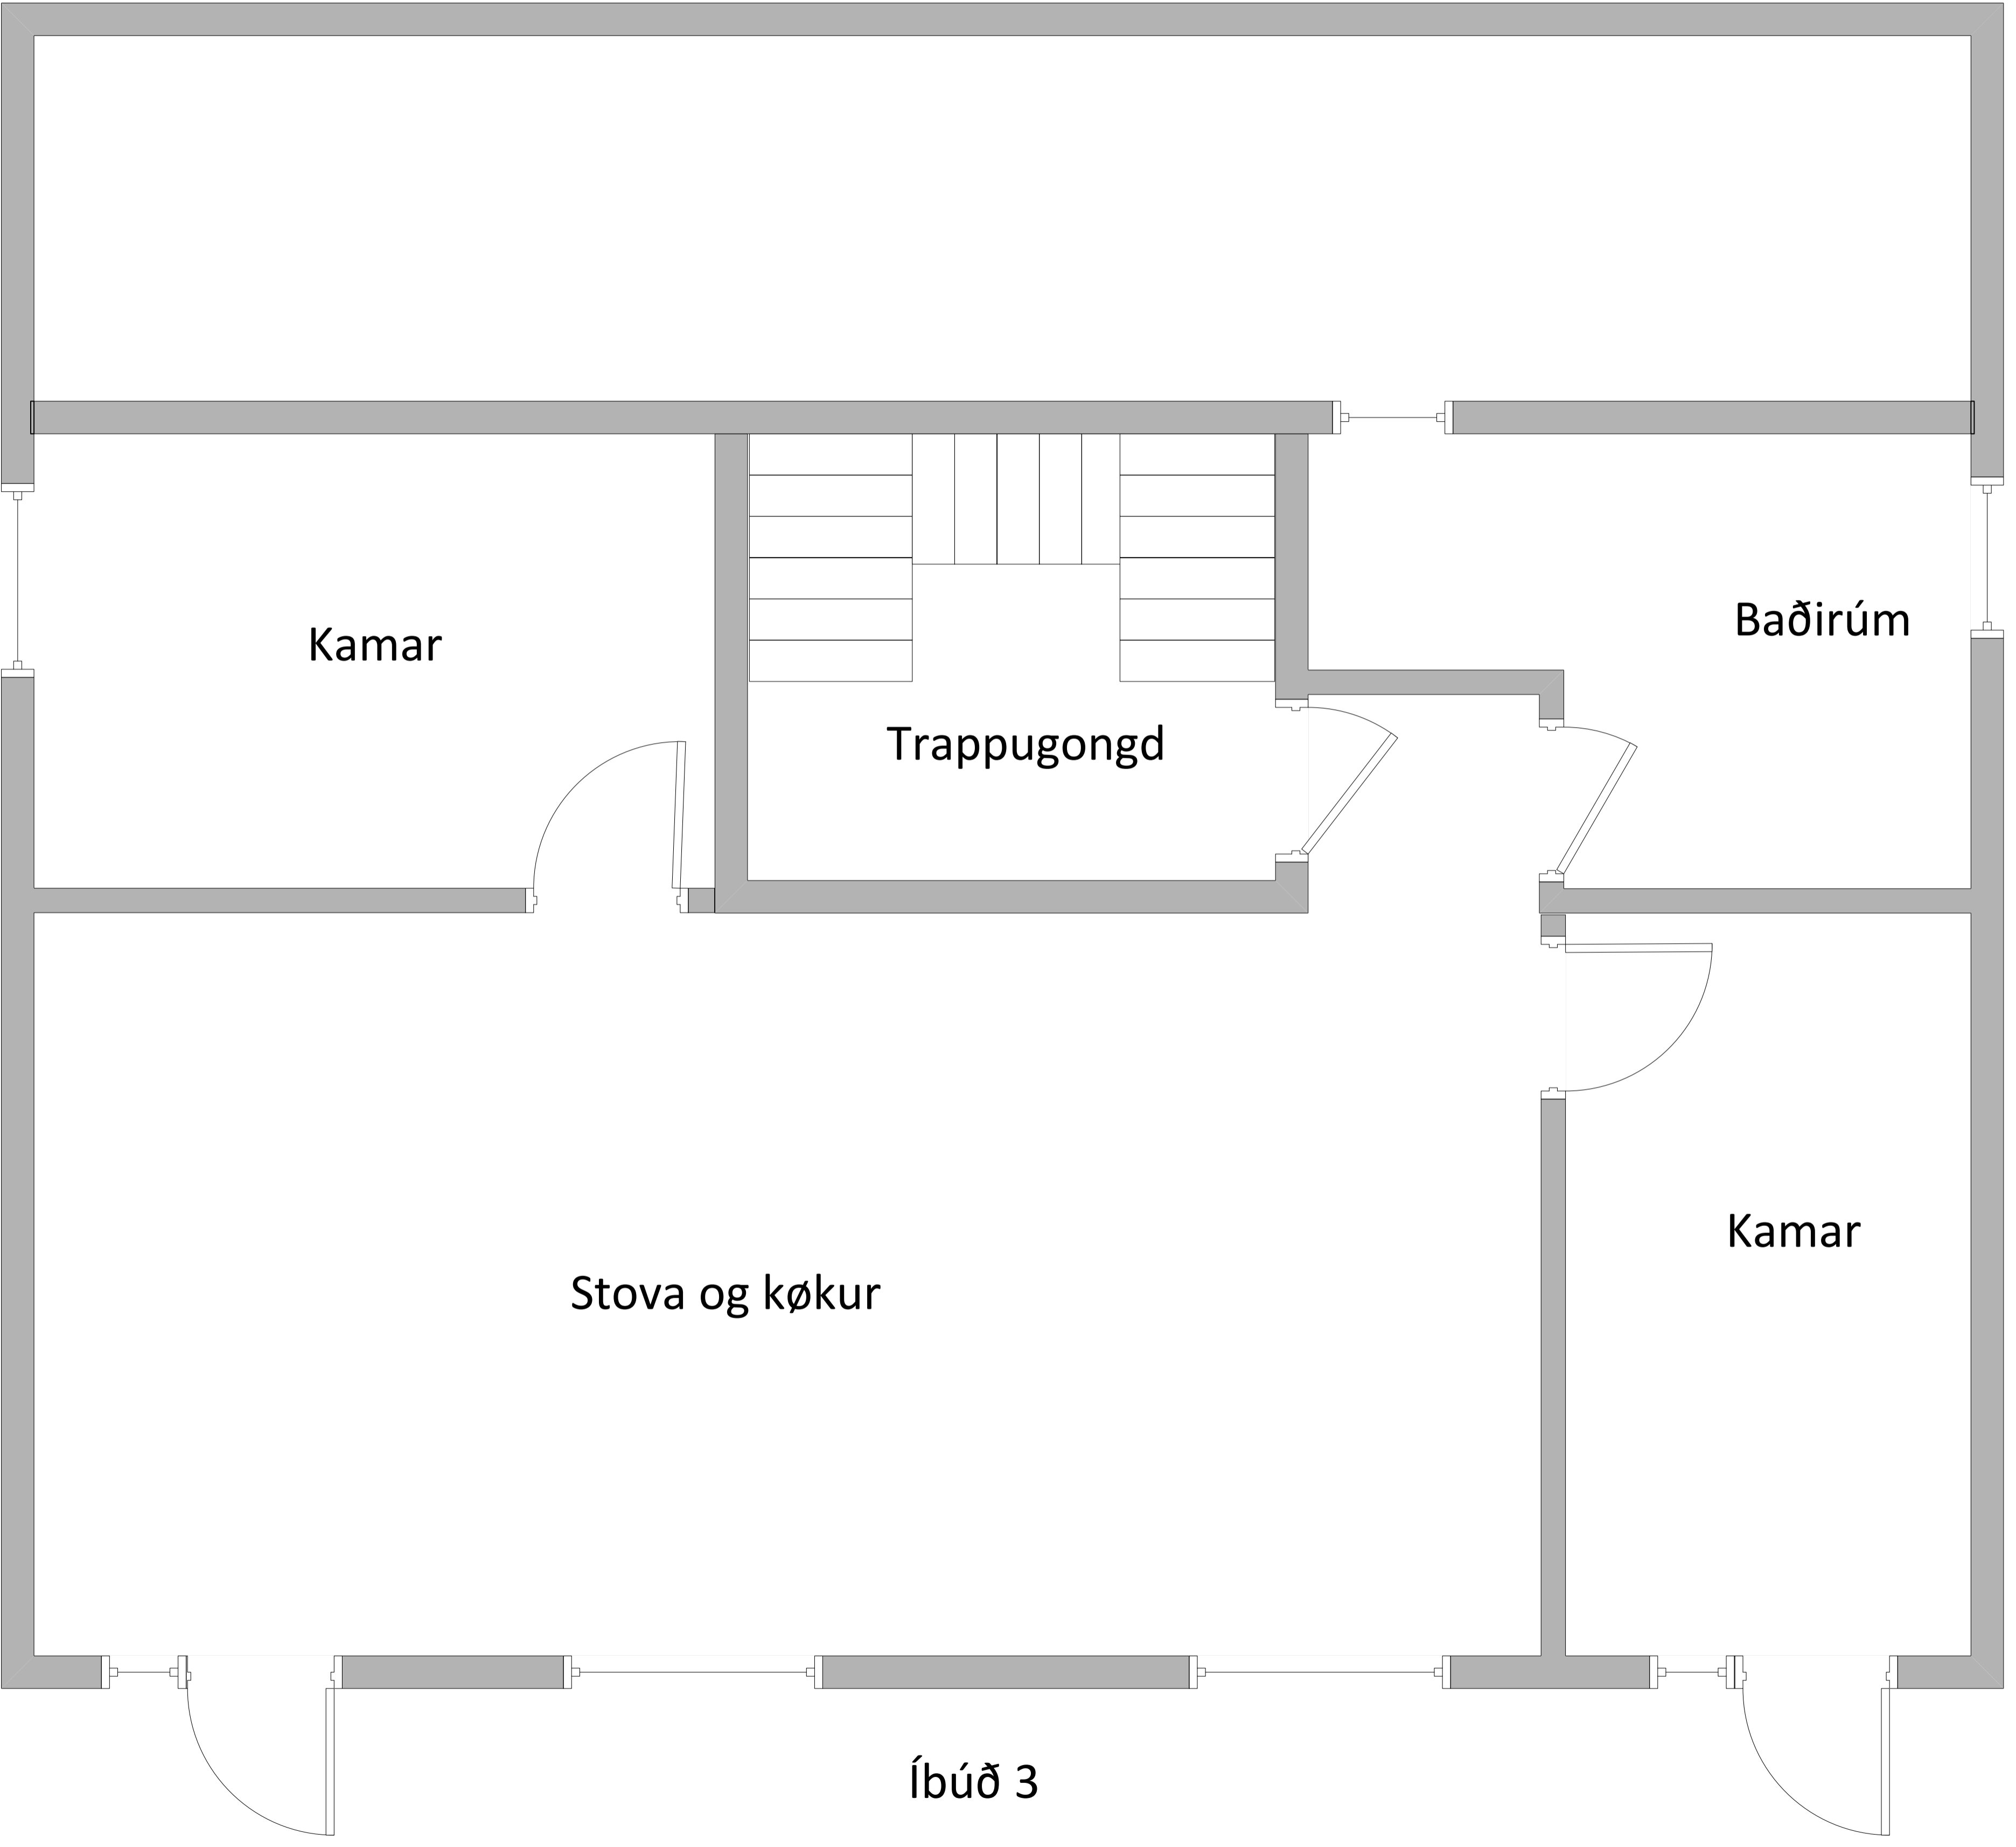 Kamar
Baðirúm
Trappugongd
Kamar
Stova og køkur
Íbúð 3